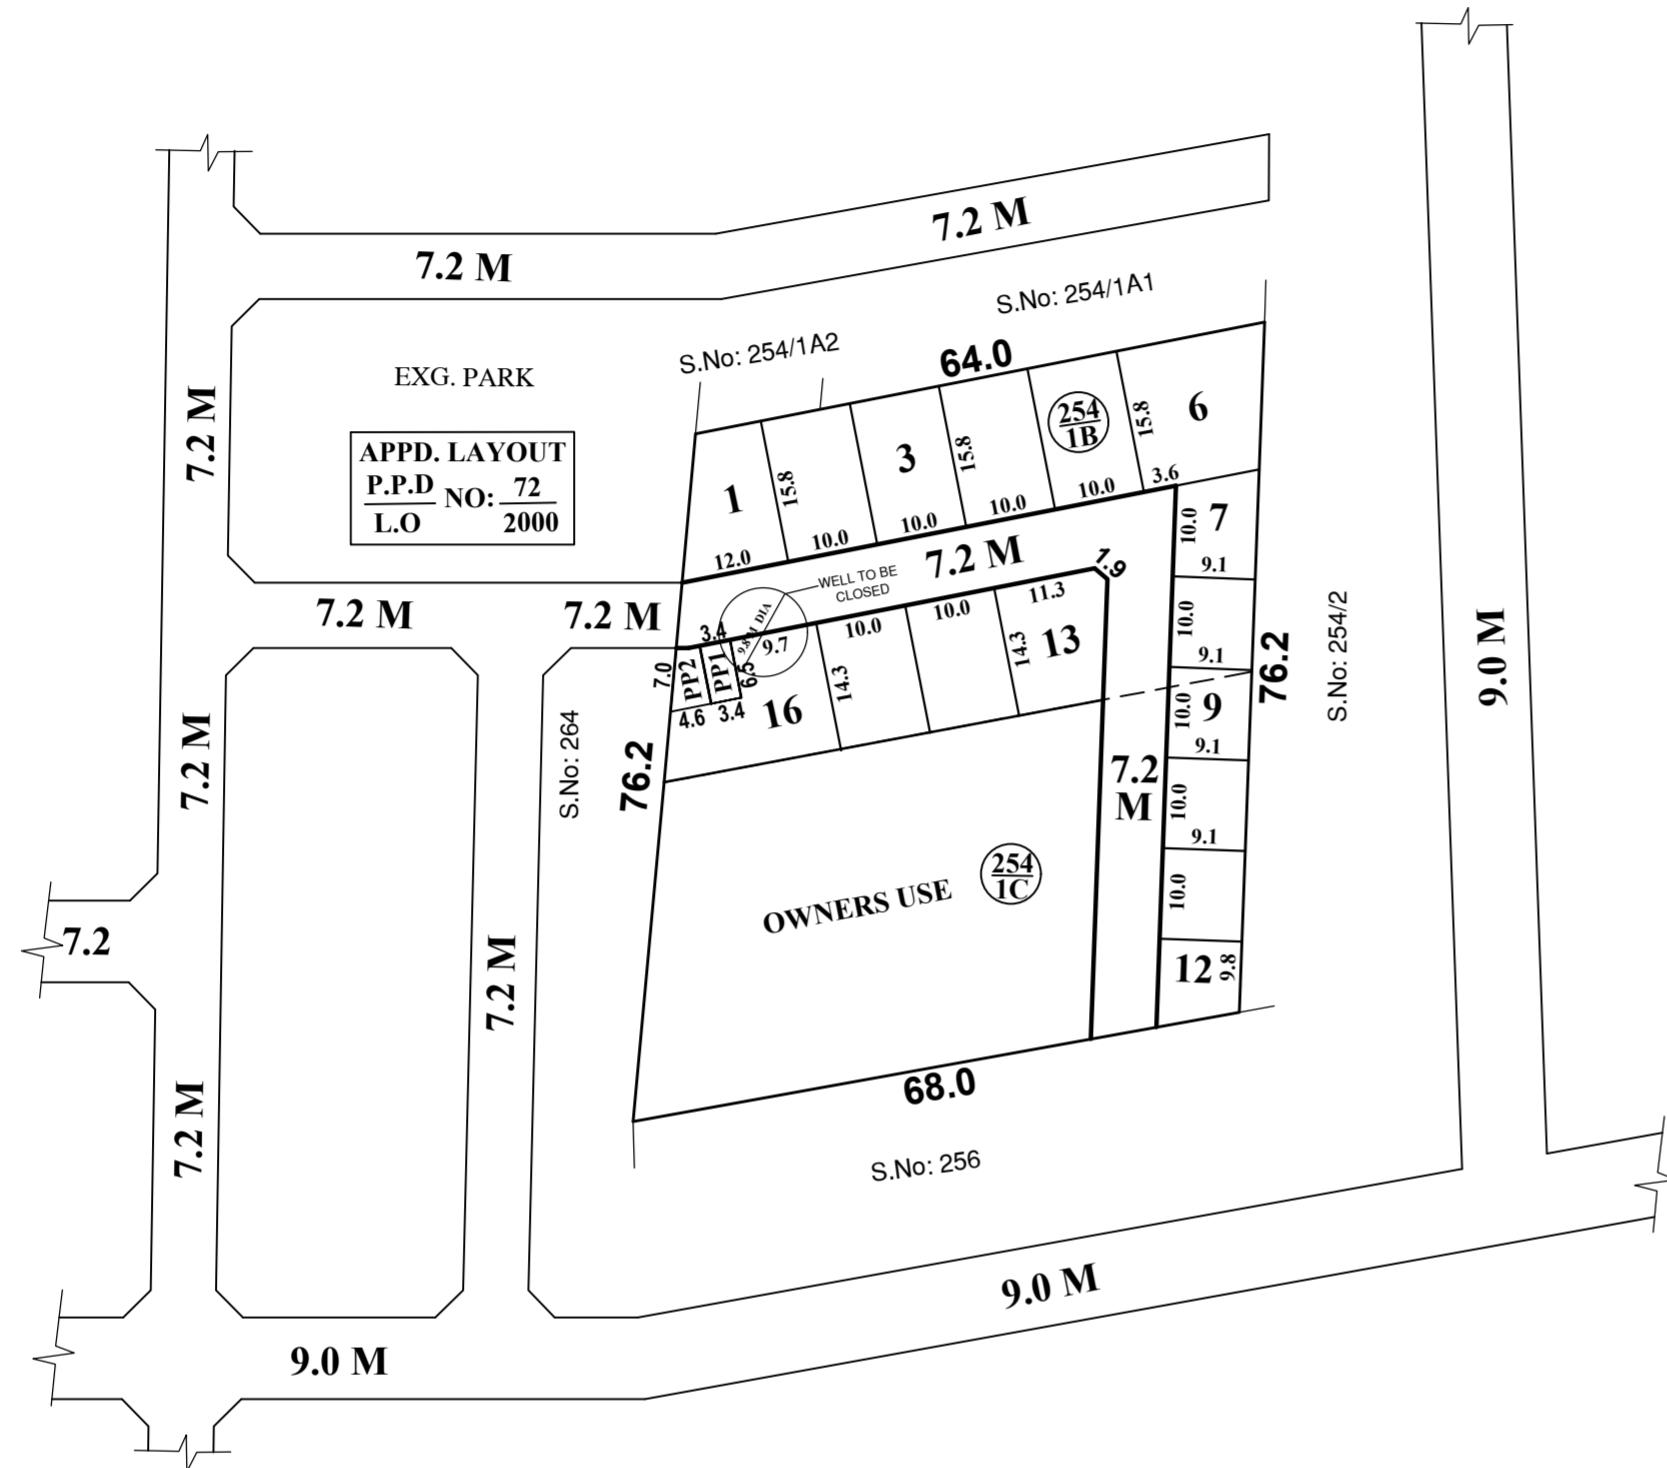 7.2 M
7.2 M
S.No: 254/1A1
S.No: 254/1A2
64.0
EXG. PARK
7.2 M
APPD. LAYOUT
P.P.D
L.O
NO:
72
2000
1
15.8
3
15.8
254
1B
15.8
6
12.0
10.0
10.0
10.0
10.0
3.6
7.2 M
WELL TO BE
CLOSED
9.8M DIA
1.9
10.0
7
9.1
7.2 M
7.2 M
3.4
9.7
10.0
10.0
11.3
7.0
PP2
PP1
6.5
4.6
3.4
16
14.3
14.3
13
10.0
9.1
76.2
S.No: 254/2
9.0 M
10.0
9
9.1
7.2 M
S.No: 264
76.2
7.2
M
10.0
9.1
OWNERS USE
254
1C
10.0
7.2
7.2 M
12
9.8
68.0
7.2 M
S.No: 256
9.0 M
9.0 M